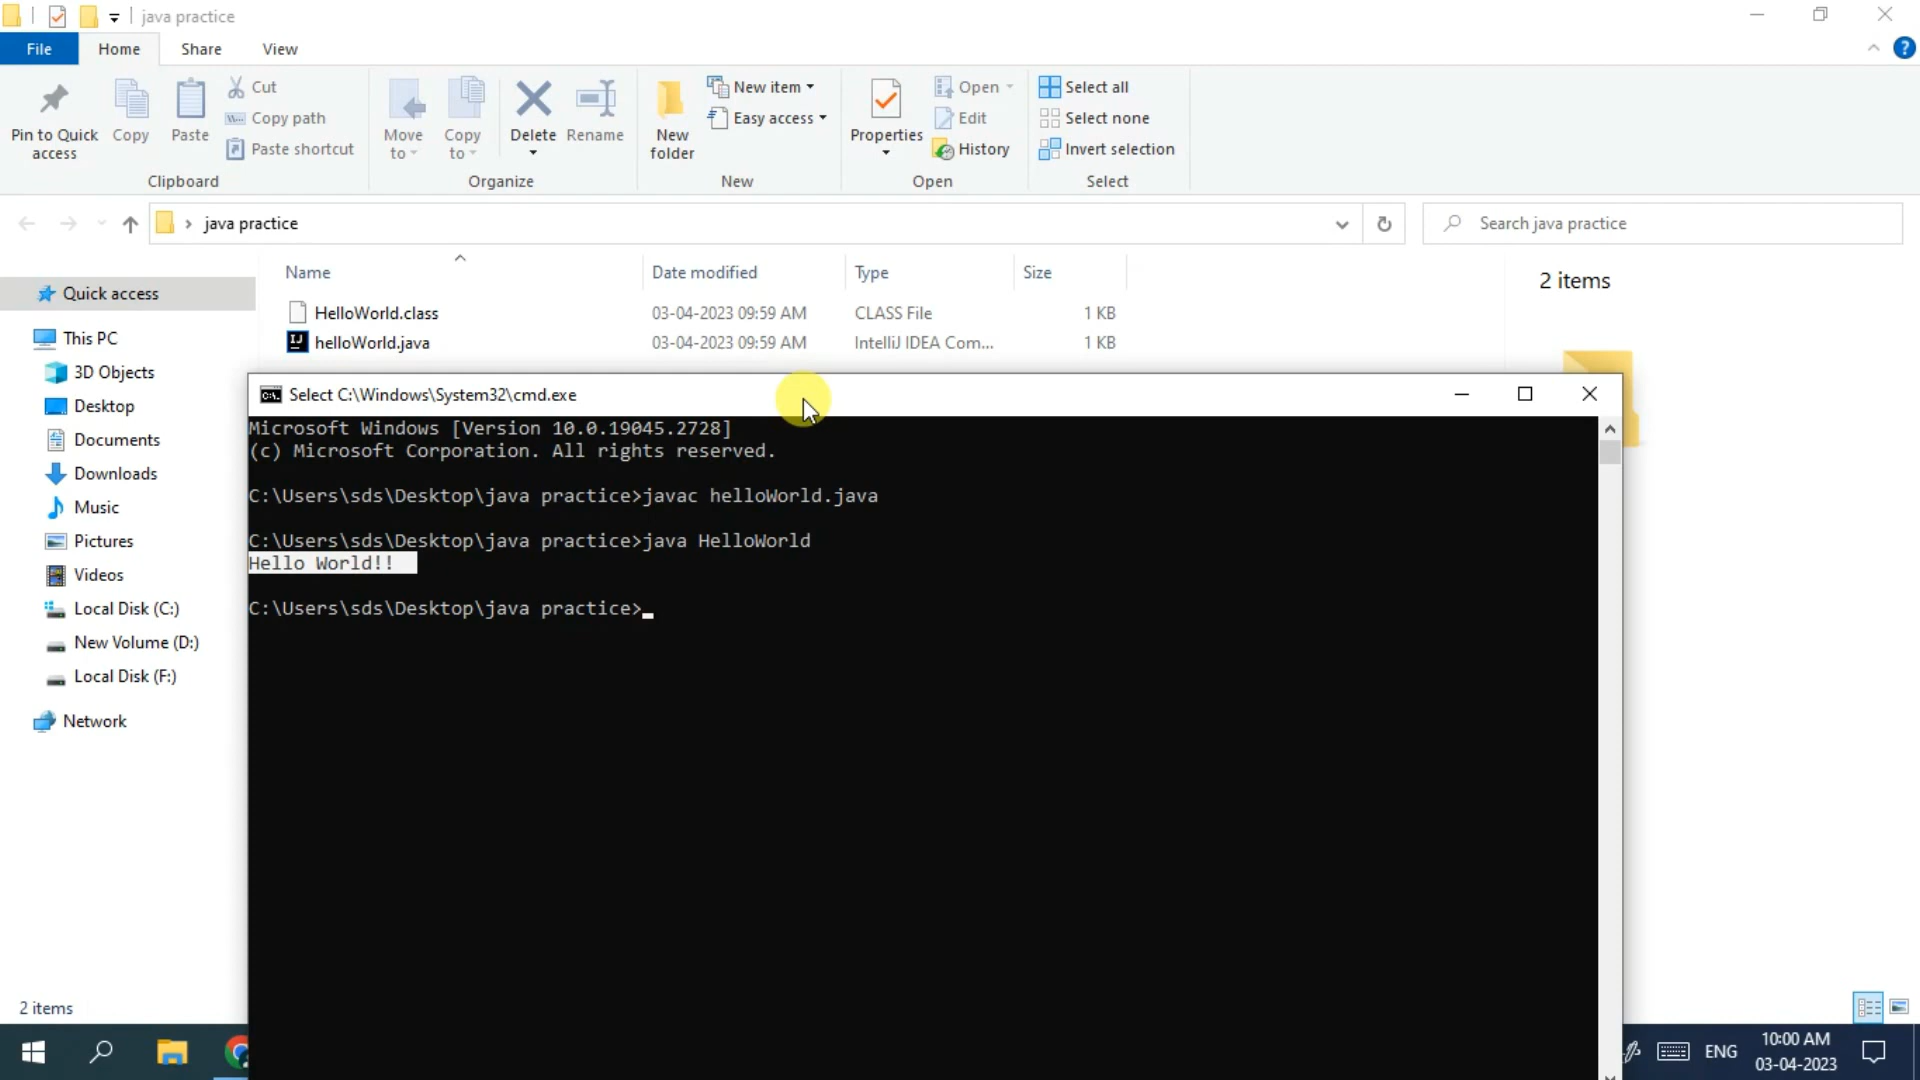 java practice
File Home Share View
Pin to Quick access
Copy
Paste
Cut
Copy path
Paste shortcut
Clipboard
Move to
Copy to
Delete
Rename
Organize
New folder
New item
Easy access
New
Properties
Open
Edit
History
Open
Select all
Select none
Invert selection
Select
java practice
Search java practice
Name Date modified Type Size
HelloWorld.class 03-04-2023 09:59 AM CLASS File 1 KB
helloWorld.java 03-04-2023 09:59 AM IntelliJ IDEA Com... 1 KB
2 items
Quick access
This PC
3D Objects
Desktop
Documents
Downloads
Music
Pictures
Videos
Local Disk (C:)
New Volume (D:)
Local Disk (F:)
Network
Select C:\Windows\System32\cmd.exe
Microsoft Windows [Version 10.0.19045.2728]
(c) Microsoft Corporation. All rights reserved.
C:\Users\sds\Desktop\java practice>javac helloWorld.java
C:\Users\sds\Desktop\java practice>java HelloWorld
Hello World!!
C:\Users\sds\Desktop\java practice>
2 items
ENG
10:00 AM
03-04-2023